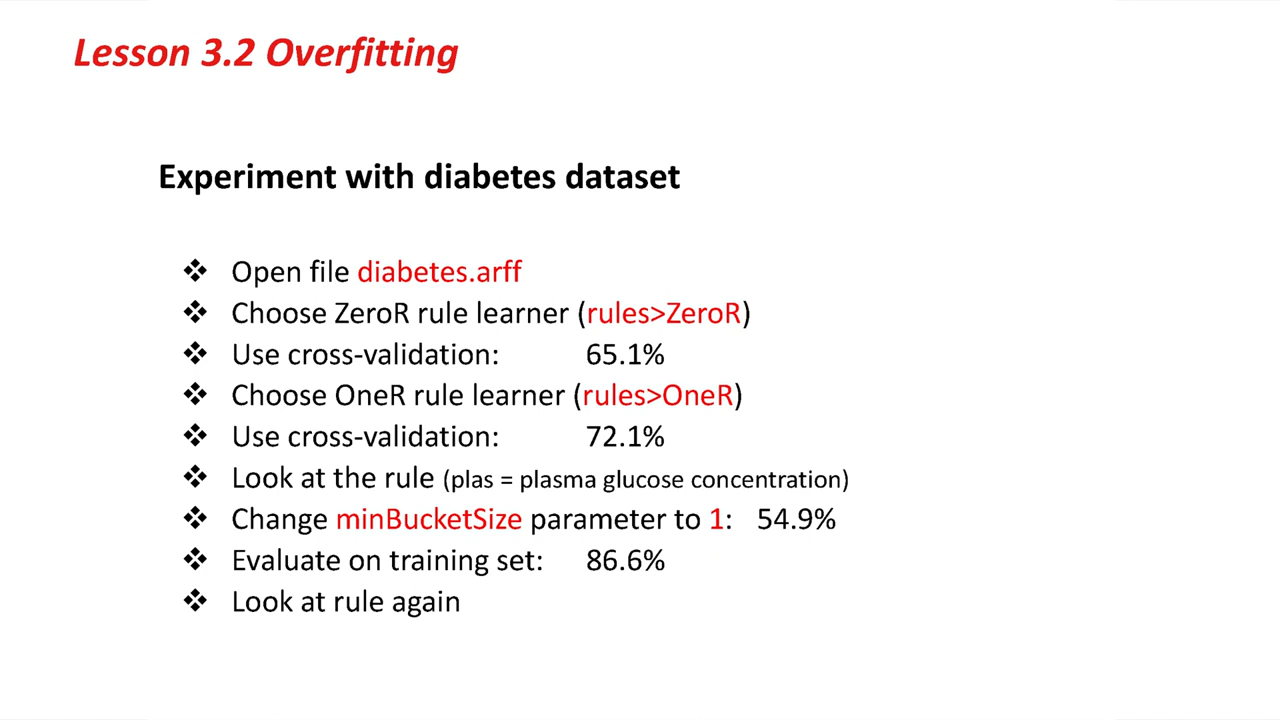 Lesson 3.2 Overfitting
Experiment with diabetes dataset
❖ Open file diabetes.arff
❖ Choose ZeroR rule learner (rules>ZeroR)
❖ Use cross-validation: 65.1%
❖ Choose OneR rule learner (rules>OneR)
❖ Use cross-validation: 72.1%
❖ Look at the rule (plas = plasma glucose concentration)
❖ Change minBucketSize parameter to 1: 54.9%
❖ Evaluate on training set: 86.6%
❖ Look at rule again